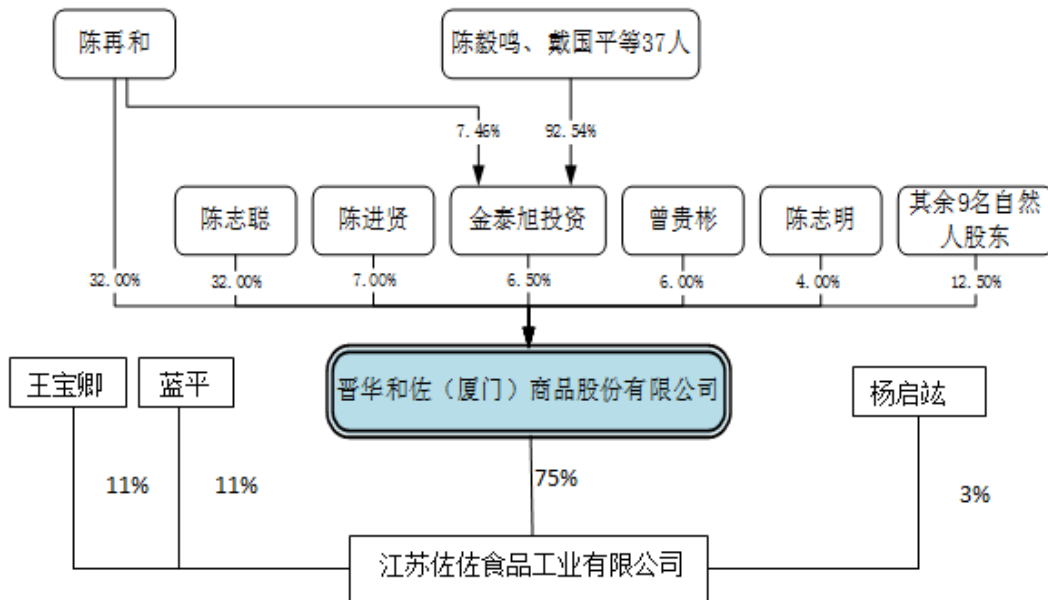 陈再和
陈毅鸣、戴国平等37人
7.46%
92.54%
陈志聪
陈进贤
金泰旭投资
曾贵彬
陈志明
其余9名自然
人股东
32.00%
32.00%
7.00%
6.50%
6.00%
4.00%
12.50%
王宝卿
蓝平
晋华和佐（厦门）商品股份有限公司
杨启竑
11%
11%
75%
3%
江苏佐佐食品工业有限公司